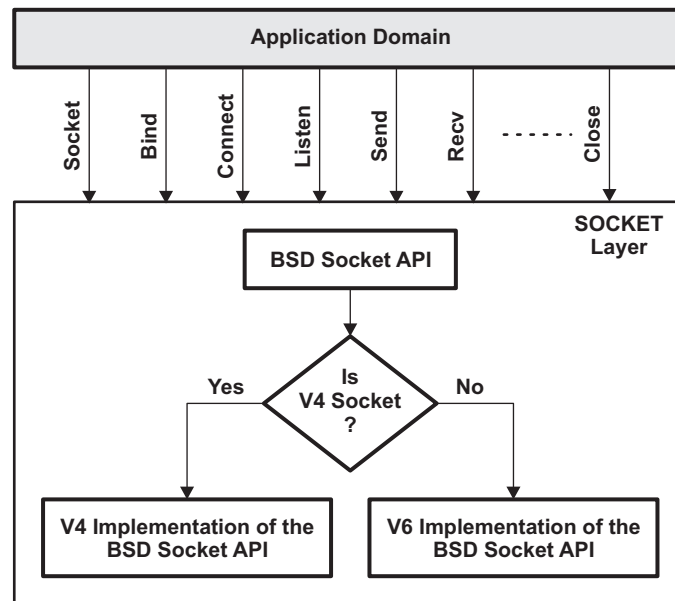 Application Domain
Socket
Bind
Connect
Listen
Send
Recv
Close
SOCKET
Layer
BSD Socket API
Is
V4 Socket
?
Yes
No
V4 Implementation of the
BSD Socket API
V6 Implementation of the
BSD Socket API